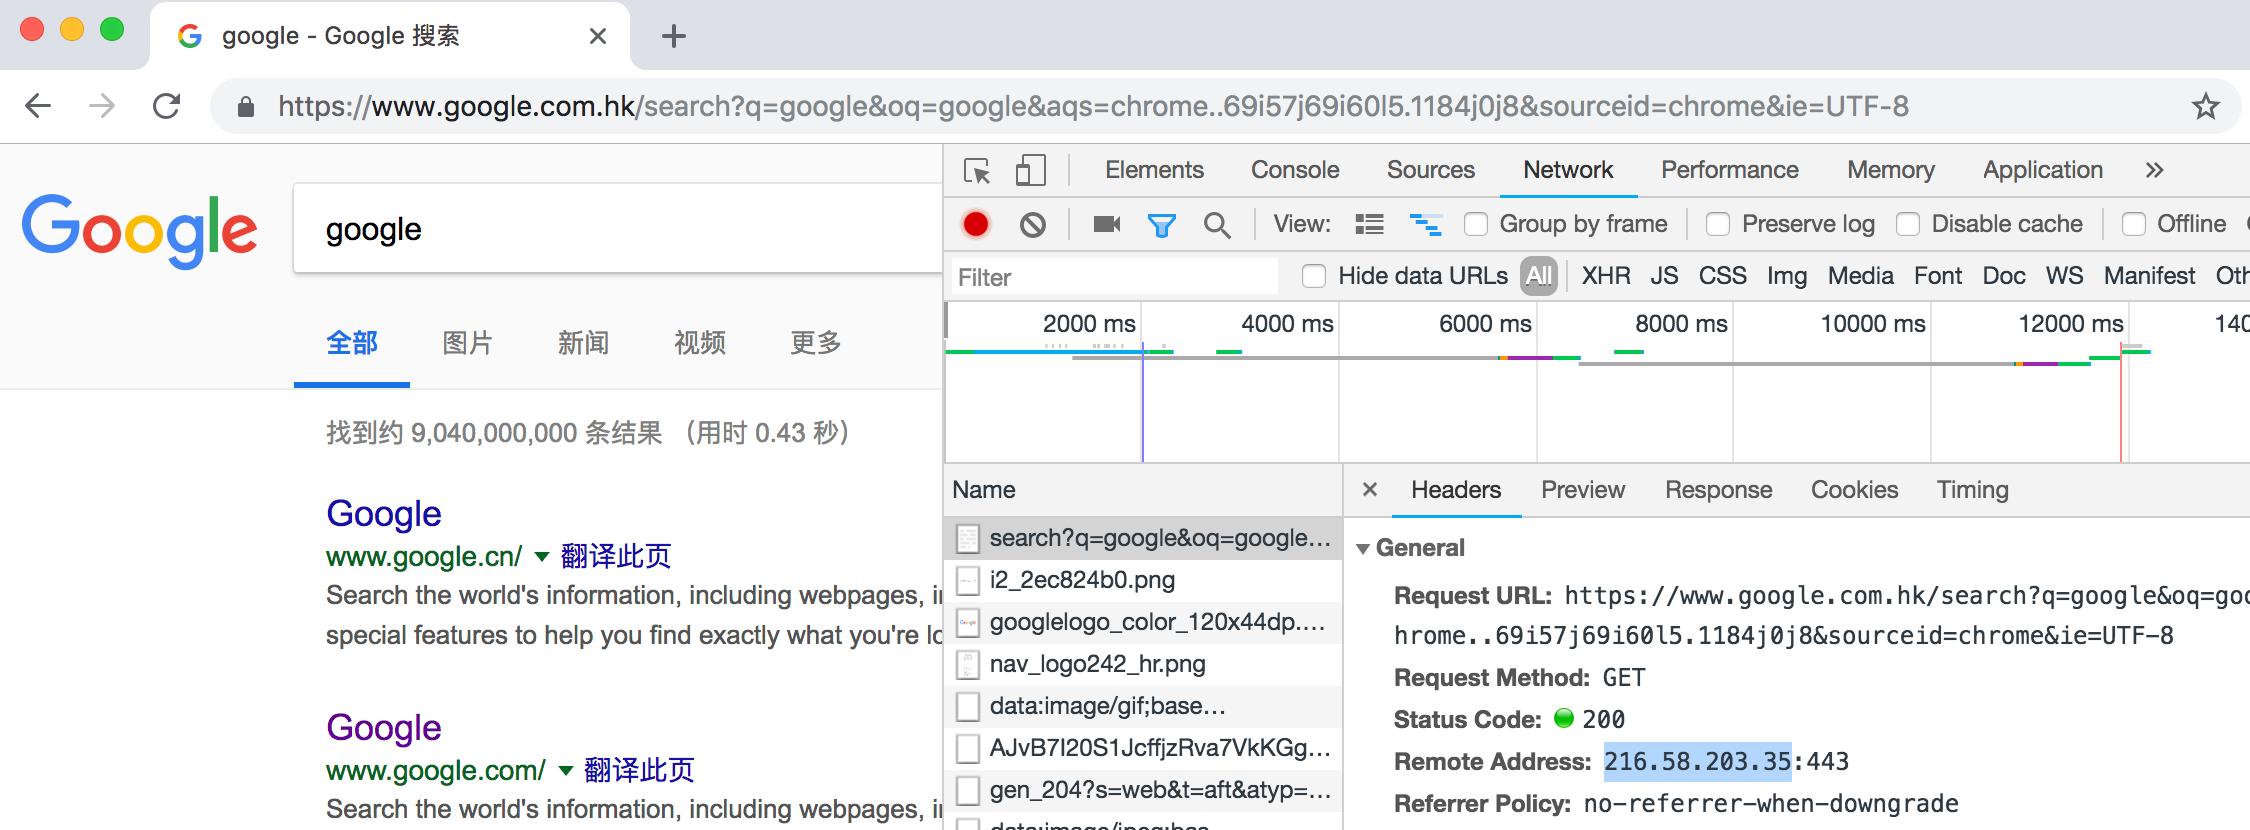 google - Google 搜索
https://www.google.com.hk/search?q=google&oq=google&aqs=chrome..69i57j69i60l5.1184j0j8&sourceid=chrome&ie=UTF-8
Google
google
全部 图片 新闻 视频 更多
找到约 9,040,000,000 条结果 （用时 0.43 秒）
Google
www.google.cn/ 翻译此页
Search the world's information, including webpages, i
special features to help you find exactly what you're lo
Google
www.google.com/ 翻译此页
Search the world's information, including webpages, i
Elements Console Sources Network Performance Memory Application »
View: Group by frame Preserve log Disable cache Offline
Filter Hide data URLs All XHR JS CSS Img Media Font Doc WS Manifest Oth
2000 ms 4000 ms 6000 ms 8000 ms 10000 ms 12000 ms 140
Name
search?q=google&oq=google…
i2_2ec824b0.png
googlelogo_color_120x44dp.…
nav_logo242_hr.png
data:image/gif;base…
AJvB7I20S1JcffjzRva7VkKGg…
gen_204?s=web&t=aft&atyp=…
data:image/jpeg;bas…
Headers Preview Response Cookies Timing
General
Request URL: https://www.google.com.hk/search?q=google&oq=goo
hrome..69i57j69i60l5.1184j0j8&sourceid=chrome&ie=UTF-8
Request Method: GET
Status Code: 200
Remote Address: 216.58.203.35:443
Referrer Policy: no-referrer-when-downgrade